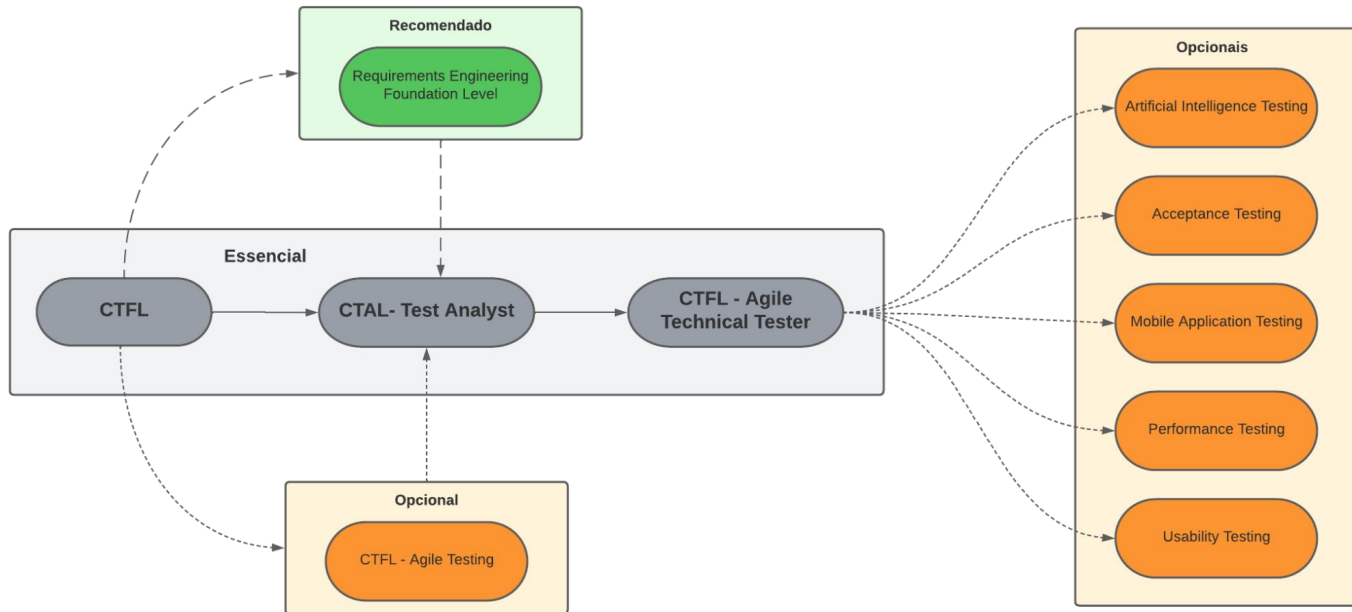 Recomendado
Requirements Engineering
Foundation Level
Essencial
CTFL
CTAL- Test Analyst
CTFL - Agile
Technical Tester
Opcional
CTFL - Agile Testing
Opcionais
Artificial Intelligence Testing
Acceptance Testing
Mobile Application Testing
Performance Testing
Usability Testing